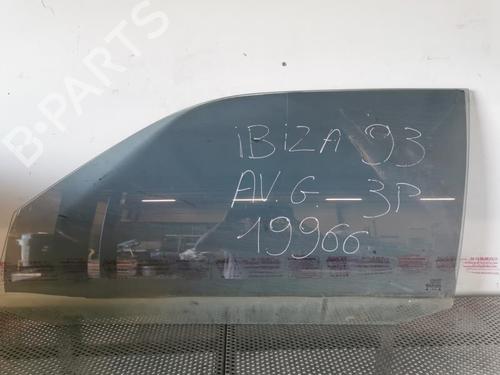 B-PARTS
iBiZA 93
AV. G. 3P
19966